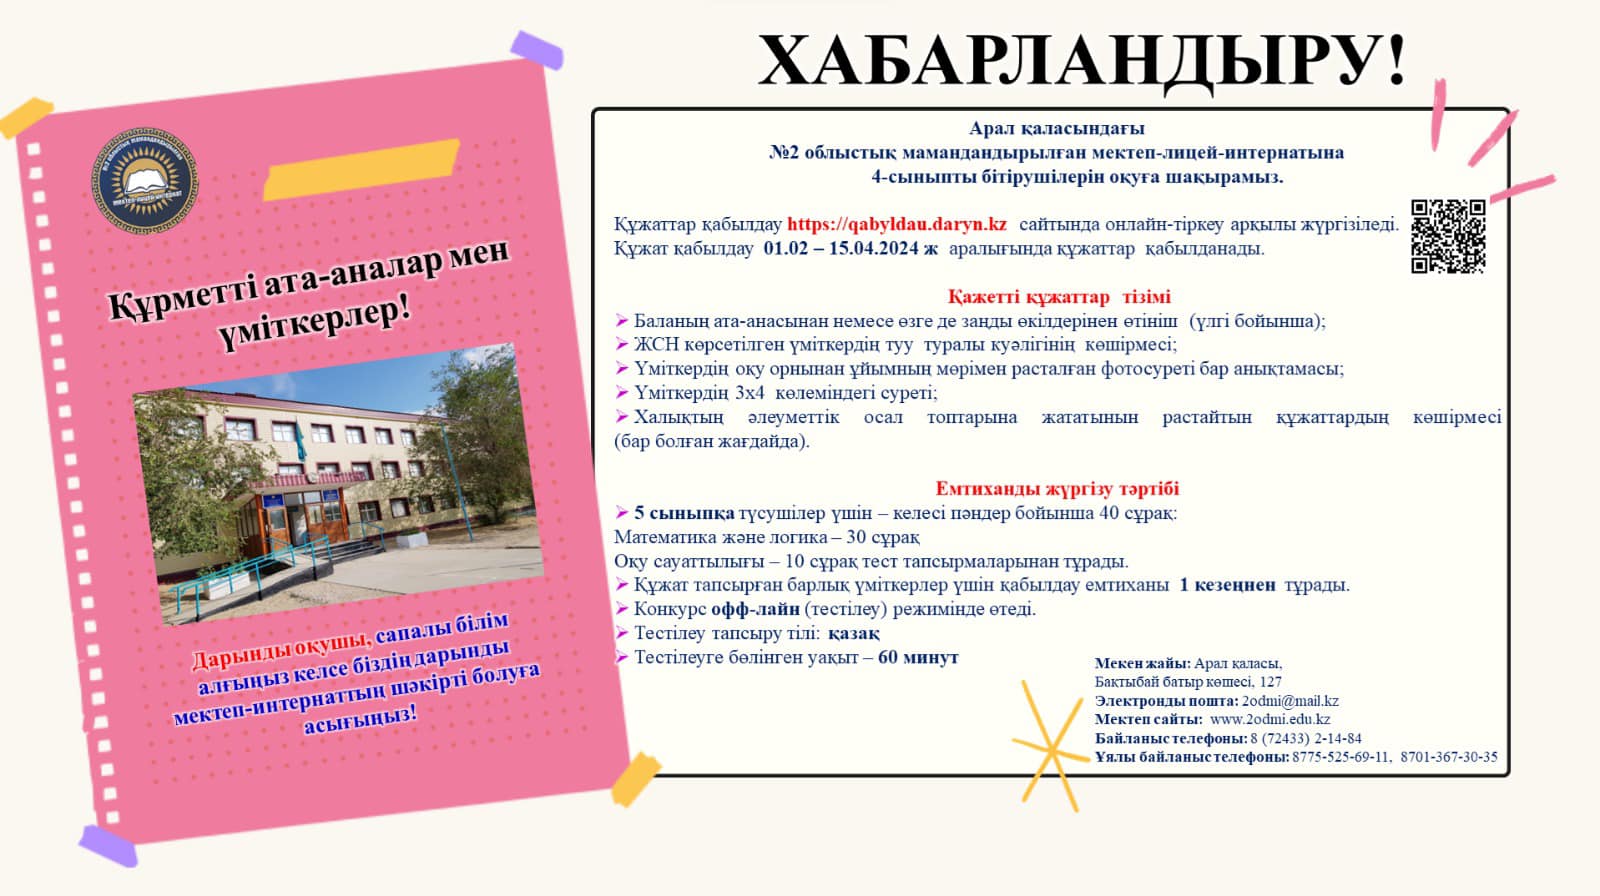 ХАБАРЛАНДЫРУ!
МЕКТЕП-ЛИЦЕЙ-ИНТЕРНАТ
Құрметті ата-аналар мен
үміткерлер!
Дарынды оқушы, сапалы білім
алғыңыз келсе біздің дарынды
мектеп-интернаттың шәкірті болуға
асығыңыз!
Арал қаласындағы
№2 облыстық мамандандырылған мектеп-лицей-интернатына
4-сыныпты бітірушілерін оқуға шақырамыз.
Құжаттар қабылдау https://qabyldau.daryn.kz сайтында онлайн-тіркеу арқылы жүргізіледі.
Құжат қабылдау 01.02 – 15.04.2024 ж аралығында құжаттар қабылданады.
Қажетті құжаттар тізімі
➢ Баланың ата-анасынан немесе өзге де заңды өкілдерінен өтініш (үлгі бойынша);
➢ ЖСН көрсетілген үміткердің туу туралы куәлігінің көшірмесі;
➢ Үміткердің оқу орнынан ұйымның мөрімен расталған фотосуреті бар анықтамасы;
➢ Үміткердің 3х4 көлеміндегі суреті;
➢ Халықтың әлеуметтік осал топтарына жататынын растайтын құжаттардың көшірмесі
(бар болған жағдайда).
Емтиханды жүргізу тәртібі
➢ 5 сыныпқа түсушілер үшін – келесі пәндер бойынша 40 сұрақ:
Математика және логика – 30 сұрақ
Оқу сауаттылығы – 10 сұрақ тест тапсырмаларынан тұрады.
➢ Құжат тапсырған барлық үміткерлер үшін қабылдау емтиханы 1 кезеңнен тұрады.
➢ Конкурс офф-лайн (тестілеу) режимінде өтеді.
➢ Тестілеу тапсыру тілі: қазақ
➢ Тестілеуге бөлінген уақыт – 60 минут
Мекен жайы: Арал қаласы,
Бақтыбай батыр көшесі, 127
Электронды пошта: 2odmi@mail.kz
Мектеп сайты: www.2odmi.edu.kz
Байланыс телефоны: 8 (72433) 2-14-84
Ұялы байланыс телефоны: 8775-525-69-11, 8701-367-30-35